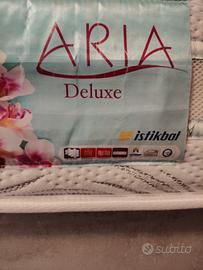 ARIA
Deluxe
istikbal
subito